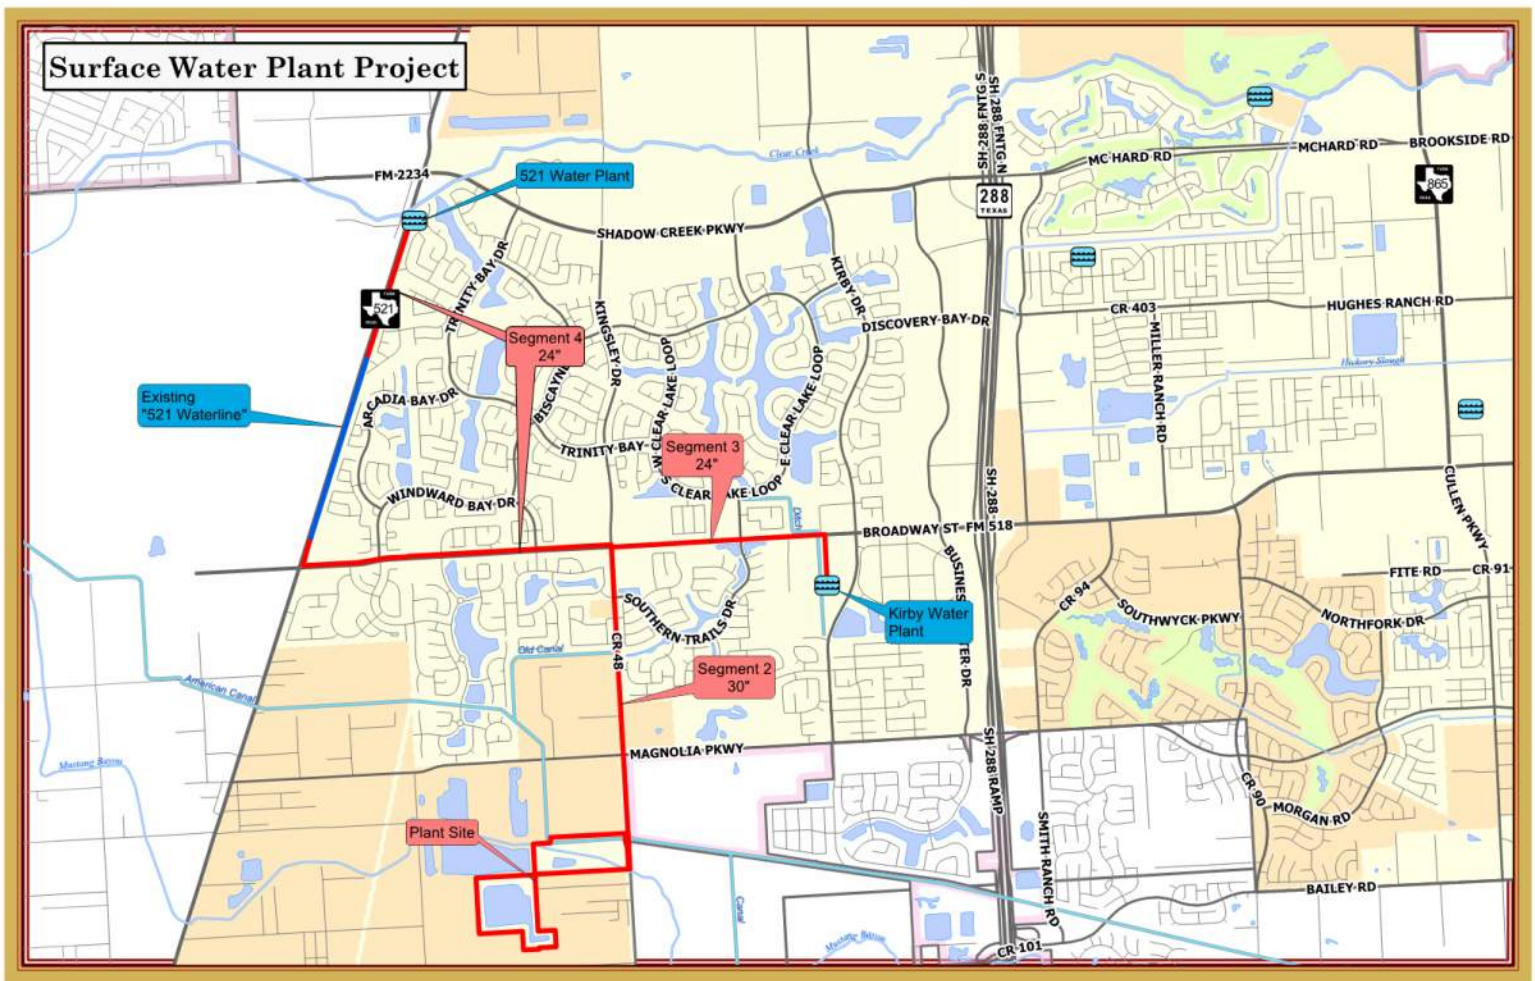 Surface Water Plant Project
FM 2234
521 Water Plant
Clear Creek
SHADOW CREEK PKWY
TRINITY BAY DR
KINGSLEY DR
KIRBY DR
DISCOVERY BAY DR
SH 288 FNTG N
SH 288 FNTG S
288
TEXAS
MC HARD RD
MCHARD RD
BROOKSIDE RD
865
521
CR 403
HUGHES RANCH RD
MILLER RANCH RD
Hickory Slough
Segment 4
24"
Existing
"521 Waterline"
ARCADIA BAY DR
BISCAYNE
TRINITY BAY
W CLEAR LAKE LOOP
E CLEAR LAKE LOOP
S CLEAR LAKE LOOP
Segment 3
24"
WINDWARD BAY DR
Ditch
BROADWAY ST FM 518
SH 288
CULLEN PKWY
BUSINES
TER DR
Kirby Water
Plant
FITE RD
CR 91
CR 94
SOUTHWYCK PKWY
NORTHFORK DR
SOUTHERN TRAILS DR
CR 48
Old Canal
Segment 2
30"
American Canal
Mustang Bayou
MAGNOLIA PKWY
SH 288 RAMP
SMITH RANCH RD
CR 90
MORGAN RD
Plant Site
BAILEY RD
Canal
Mustang Bayou
CR 101